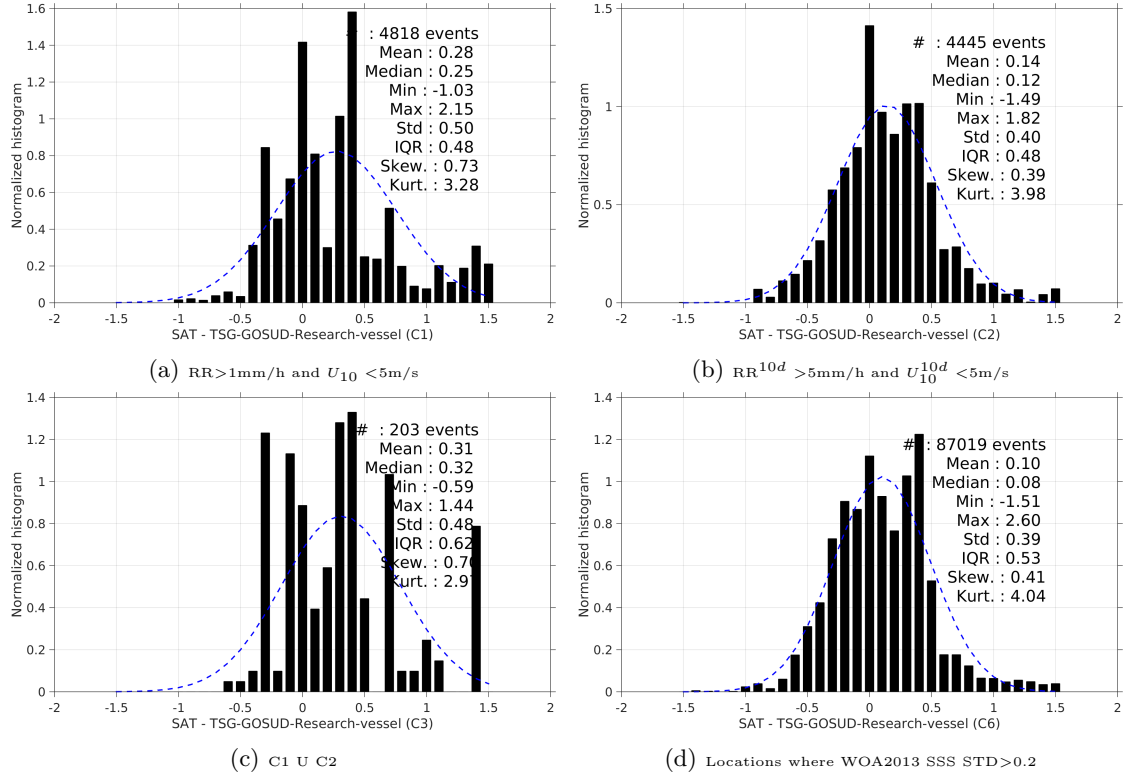 1.6
1.4
1.2
1
0.8
0.6
0.4
0.2
0
Normalized histogram
# : 4818 events
Mean : 0.28
Median : 0.25
Min : -1.03
Max : 2.15
Std : 0.50
IQR : 0.48
Skew. : 0.73
Kurt. : 3.28
-2 -1.5 -1 -0.5 0 0.5 1 1.5 2
SAT - TSG-GOSUD-Research-vessel (C1)
(a) RR>1mm/h and U10 <5m/s
1.5
1
0.5
0
Normalized histogram
# : 4445 events
Mean : 0.14
Median : 0.12
Min : -1.49
Max : 1.82
Std : 0.40
IQR : 0.48
Skew. : 0.39
Kurt. : 3.98
-2 -1.5 -1 -0.5 0 0.5 1 1.5 2
SAT - TSG-GOSUD-Research-vessel (C2)
(b) RR^10d >5mm/h and U_10^10d <5m/s
1.4
1.2
1
0.8
0.6
0.4
0.2
0
Normalized histogram
# : 203 events
Mean : 0.31
Median : 0.32
Min : -0.59
Max : 1.44
Std : 0.48
IQR : 0.62
Skew. : 0.70
Kurt. : 2.97
-2 -1.5 -1 -0.5 0 0.5 1 1.5 2
SAT - TSG-GOSUD-Research-vessel (C3)
(c) C1 U C2
1.4
1.2
1
0.8
0.6
0.4
0.2
0
Normalized histogram
# : 87019 events
Mean : 0.10
Median : 0.08
Min : -1.51
Max : 2.60
Std : 0.39
IQR : 0.53
Skew. : 0.41
Kurt. : 4.04
-2 -1.5 -1 -0.5 0 0.5 1 1.5 2
SAT - TSG-GOSUD-Research-vessel (C6)
(d) Locations where WOA2013 SSS STD>0.2